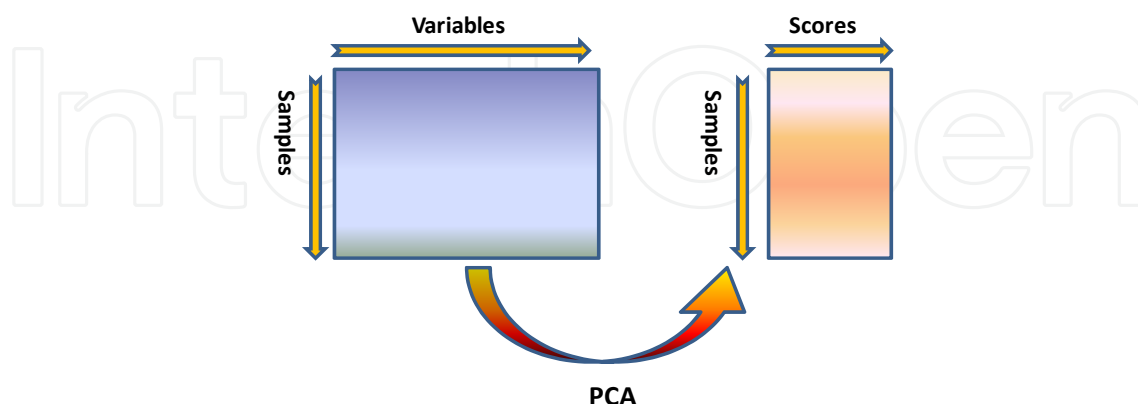 Variables
Scores
Samples
Samples
PCA
IntechOpen